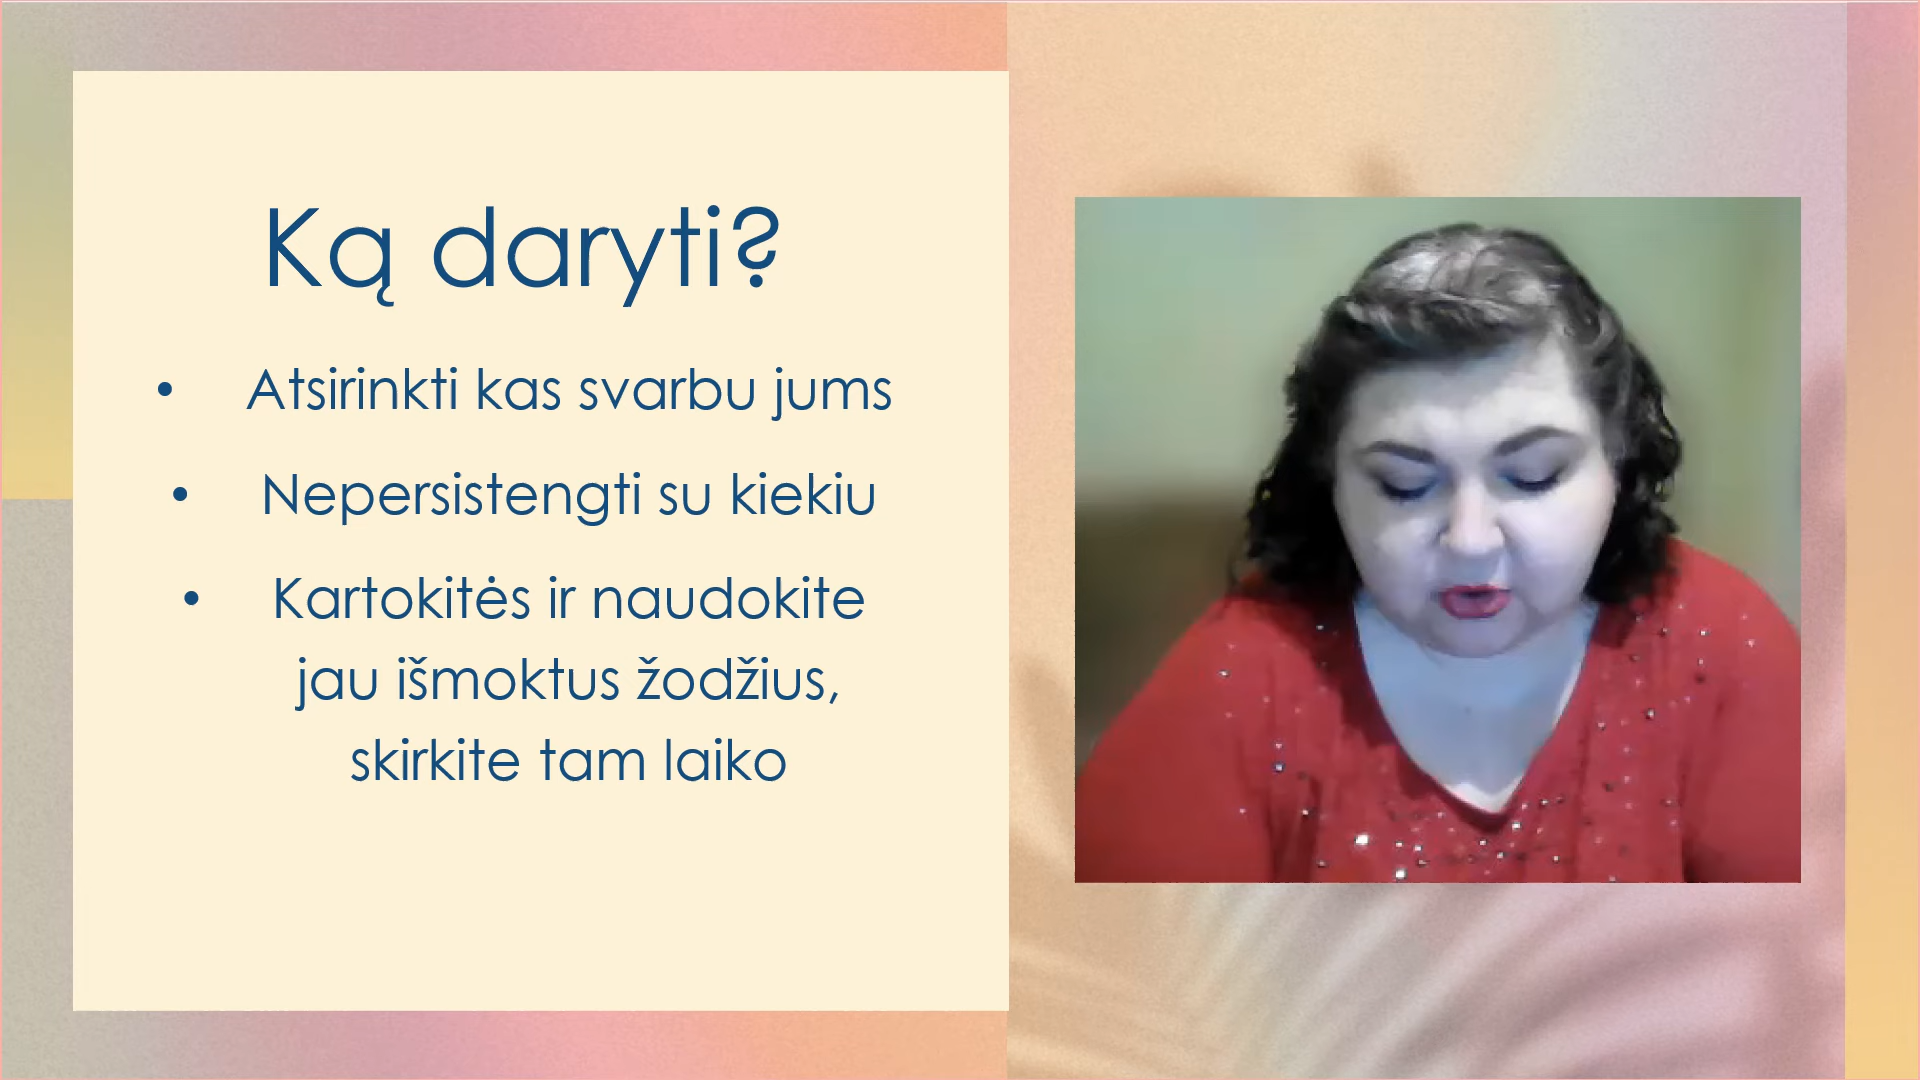 Ką daryti?
• Atsirinkti kas svarbu jums
• Nepersistengti su kiekiu
• Kartokitės ir naudokite
jau išmoktus žodžius,
skirkite tam laiko